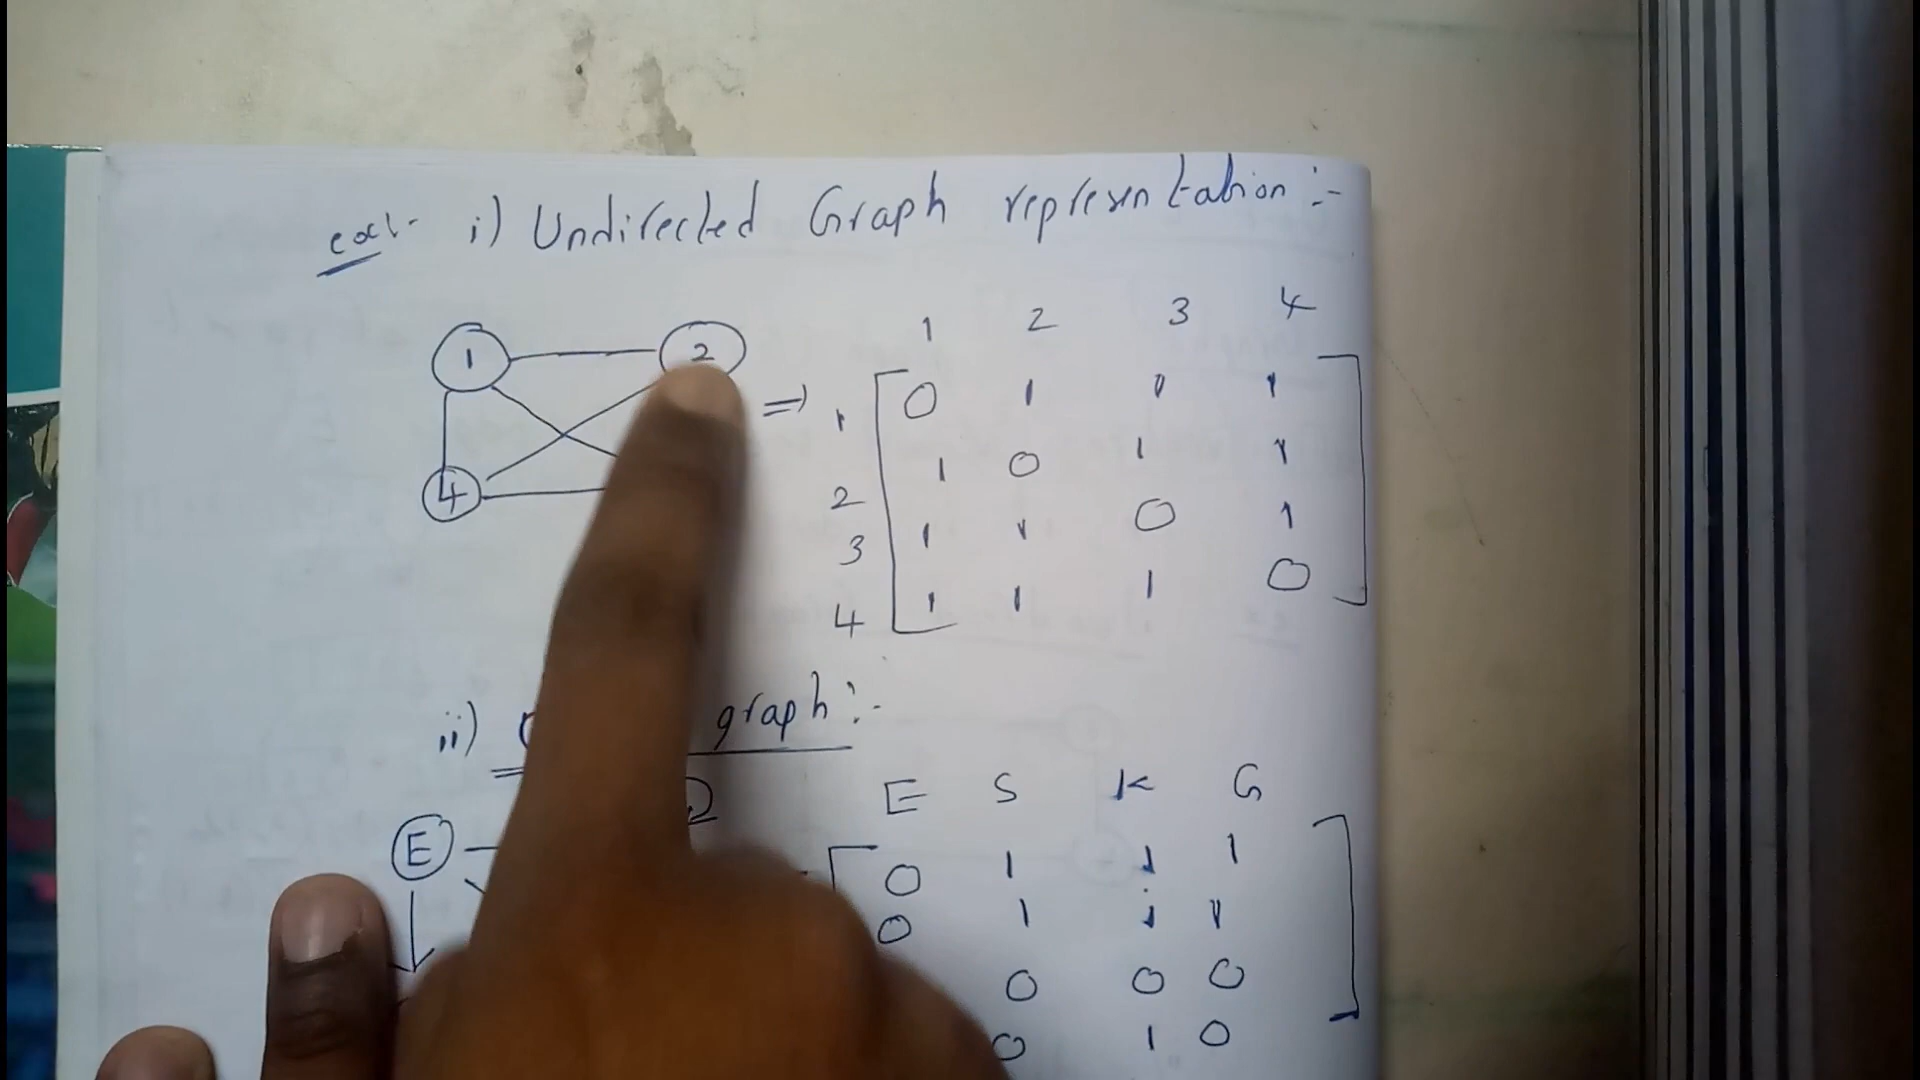 ex:- i) Undirected Graph representation :-
1 2 3 4
1 2 => 1 0 1 1 1
2 1 0 1 1
4 3 1 1 0 1
4 1 1 1 0
ii) graph :-
E S K G
E 0 1 1 1
0 1 1 1
0 0 0
0 1 0